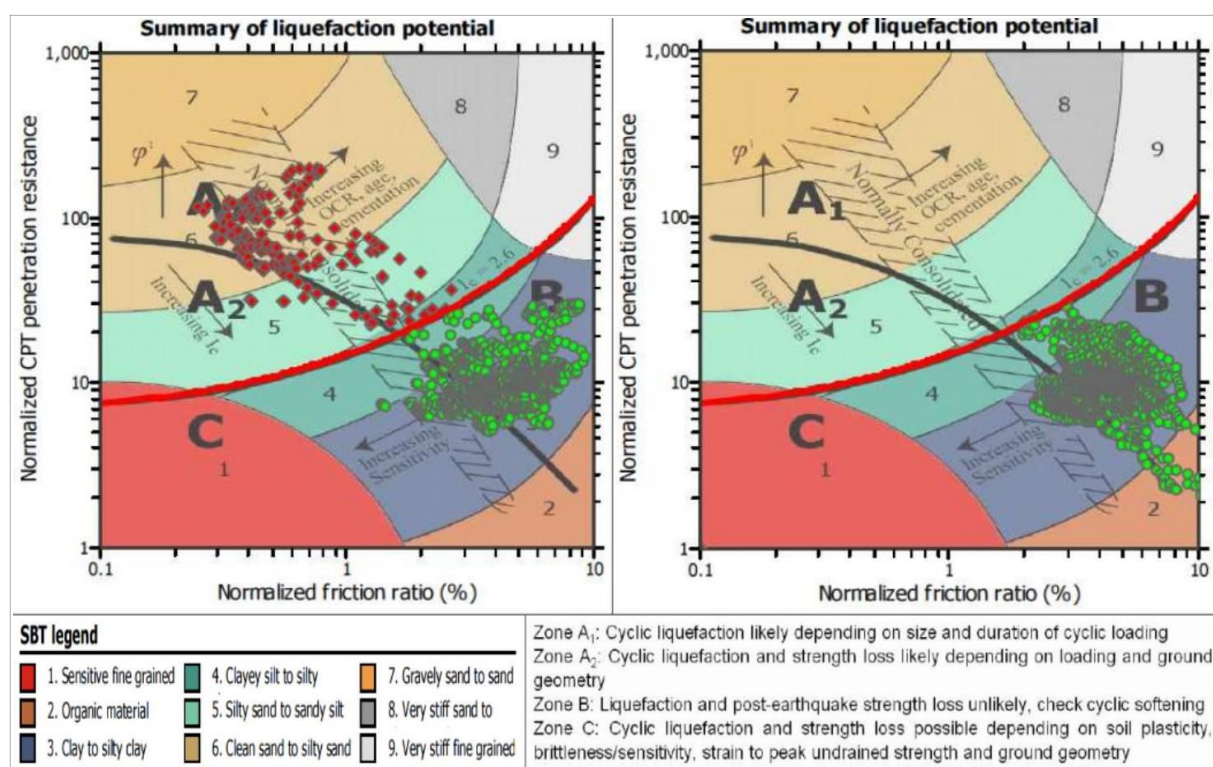 Summary of liquefaction potential
Summary of liquefaction potential
Normalized CPT penetration resistance
1,000
100
10
1
7
8
9
φ'
A
6
Increasing
OCR, age,
cementation
A2
Increasing Ic
5
Ic = 2.6
B
4
C
1
Increasing
Sensitivity
2
0.1
1
10
Normalized friction ratio (%)
Normalized CPT penetration resistance
1,000
100
10
1
7
8
9
φ'
A1
6
Normally Consolidated
Increasing
OCR, age,
cementation
A2
Increasing Ic
5
Ic = 2.6
B
4
C
1
Increasing
Sensitivity
2
0.1
1
10
Normalized friction ratio (%)
SBT legend
1. Sensitive fine grained
2. Organic material
3. Clay to silty clay
4. Clayey silt to silty
5. Silty sand to sandy silt
6. Clean sand to silty sand
7. Gravely sand to sand
8. Very stiff sand to
9. Very stiff fine grained
Zone A1: Cyclic liquefaction likely depending on size and duration of cyclic loading
Zone A2: Cyclic liquefaction and strength loss likely depending on loading and ground
geometry
Zone B: Liquefaction and post-earthquake strength loss unlikely, check cyclic softening
Zone C: Cyclic liquefaction and strength loss possible depending on soil plasticity,
brittleness/sensitivity, strain to peak undrained strength and ground geometry